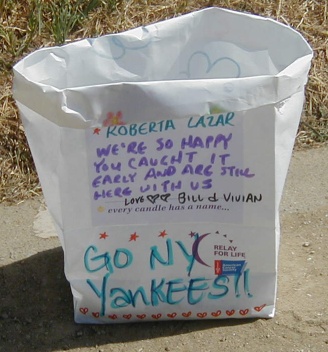 ROBERTA LAZAR
WE'RE SO HAPPY
YOU CAUGHT IT
EARLY AND ARE STILL
HERE WITH US
LOVE BILL & VIVIAN
every candle has a name...
GO NY
RELAY
FOR LIFE
YANKEES!!